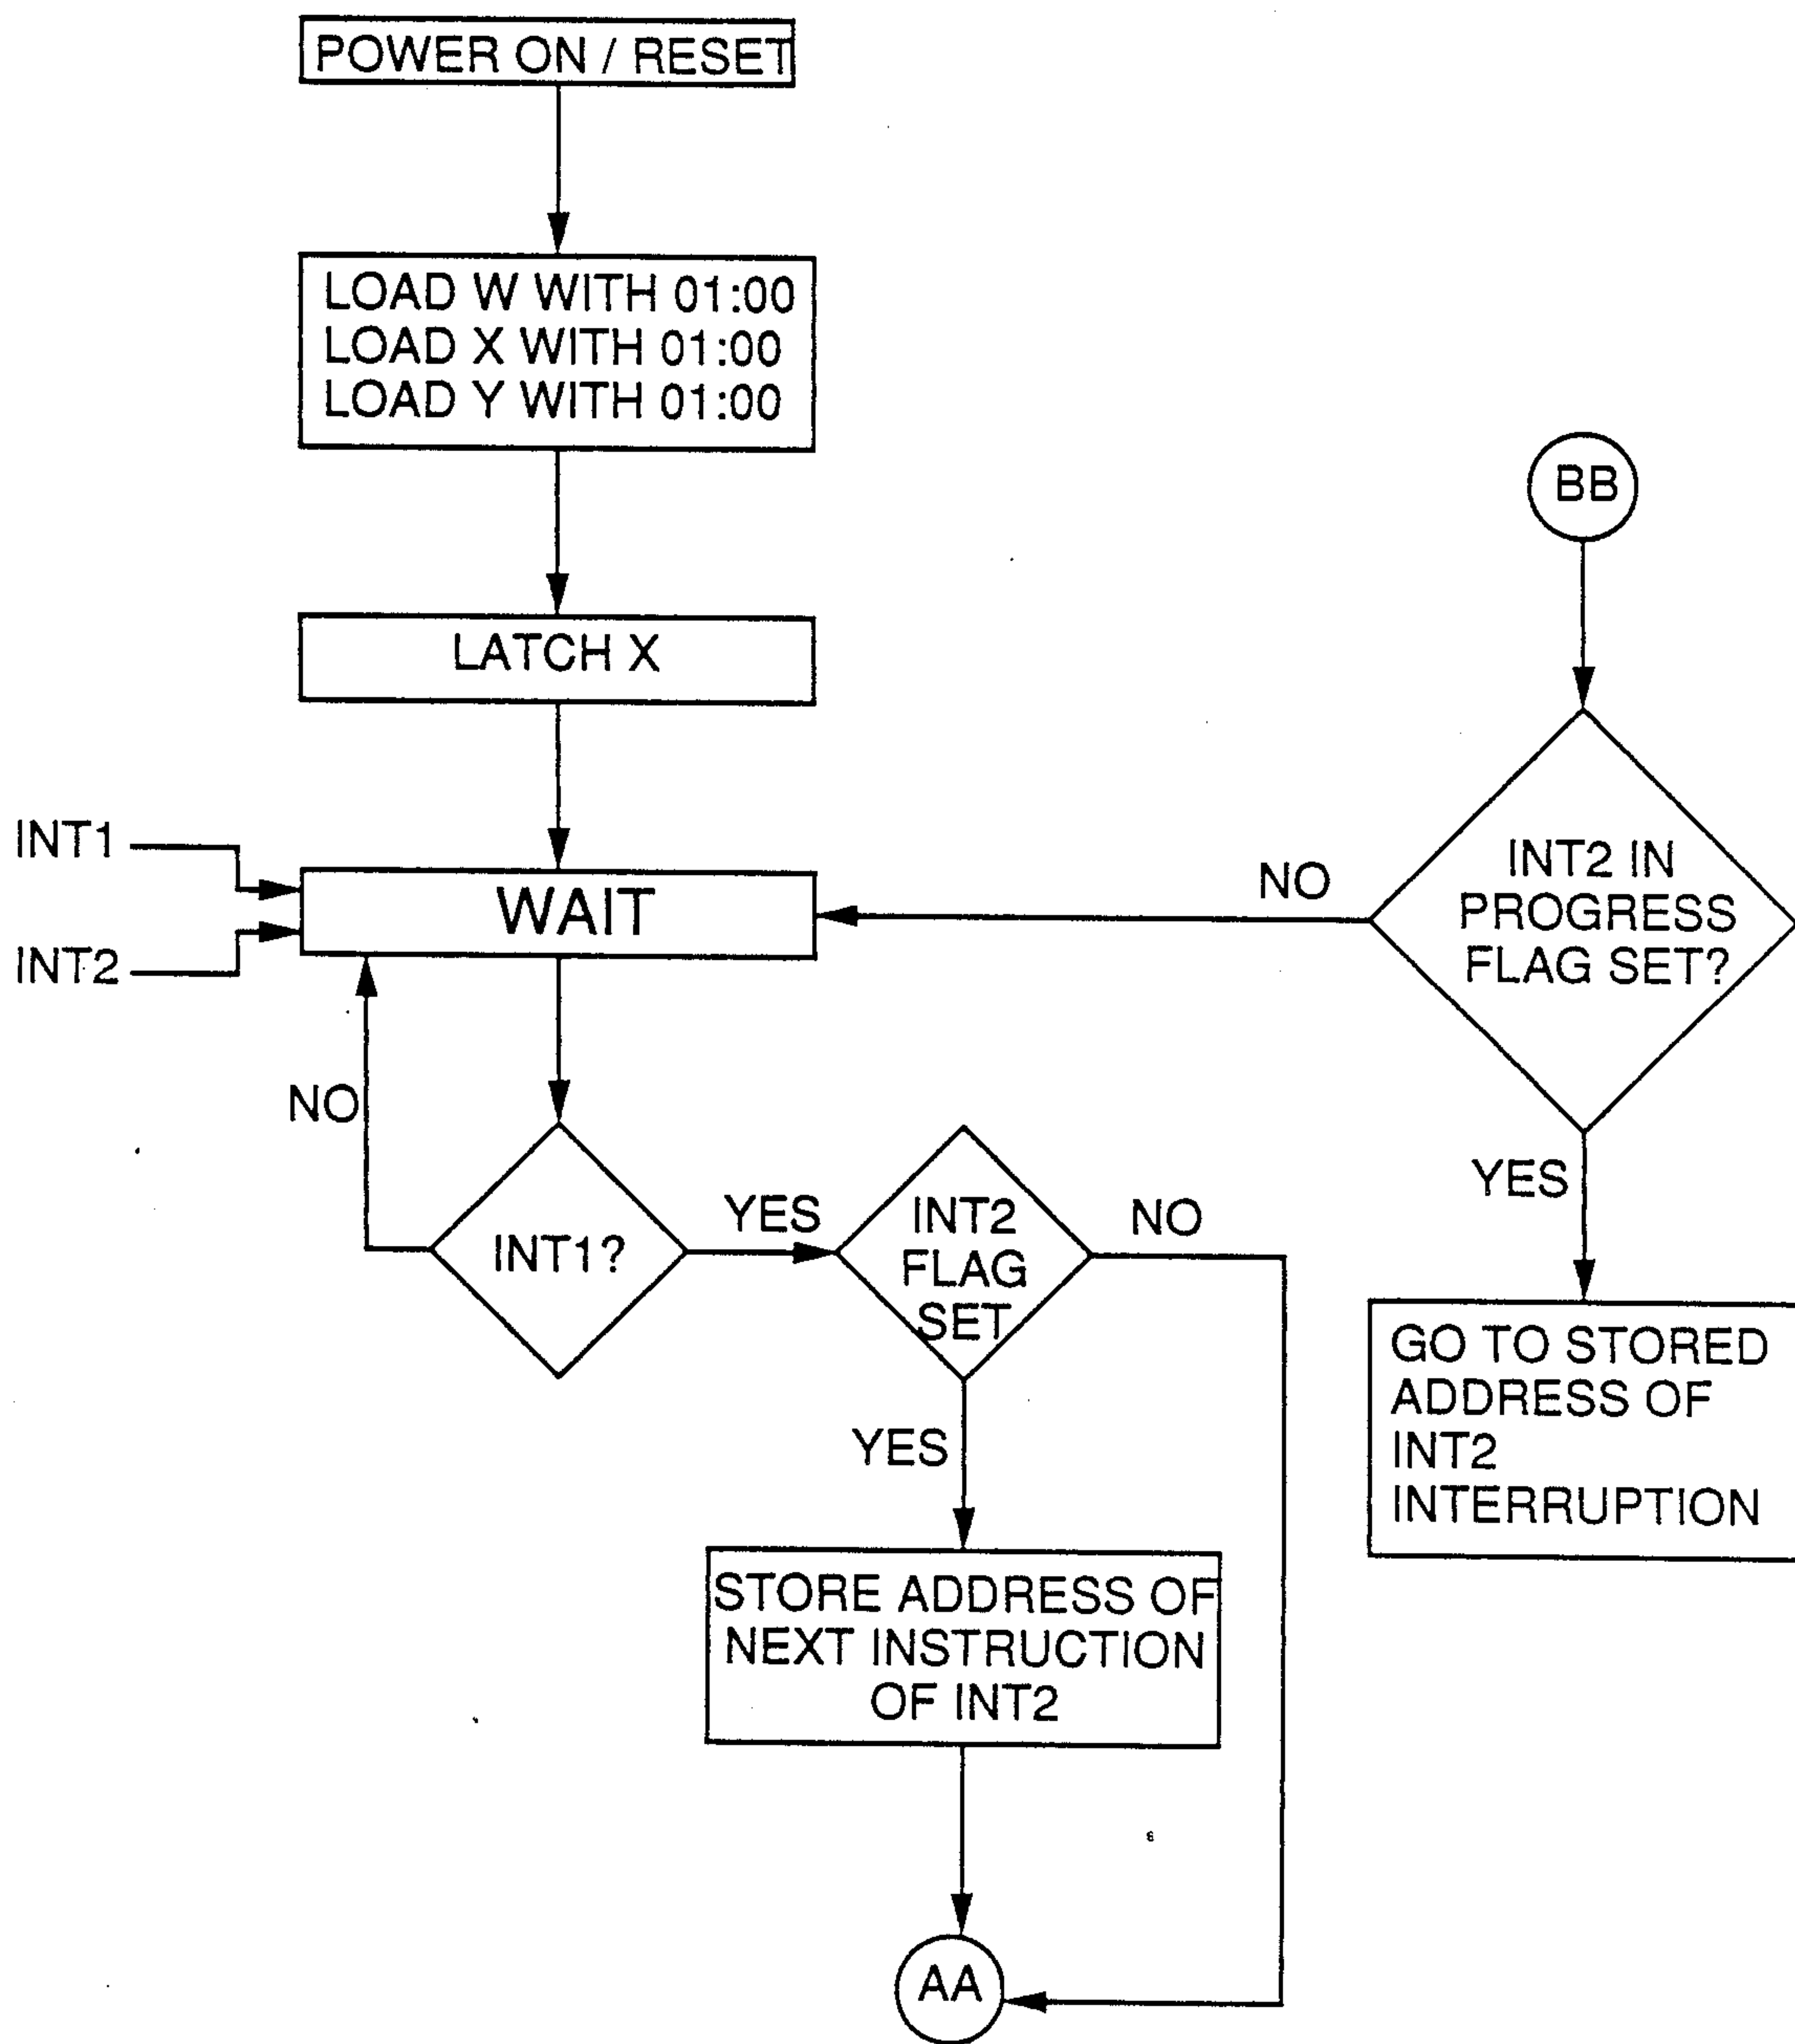 POWER ON / RESET
LOAD W WITH 01:00
LOAD X WITH 01:00
LOAD Y WITH 01:00
BB
LATCH X
INT1
WAIT
INT2
NO
INT2 IN
PROGRESS
FLAG SET?
NO
INT1?
YES
INT2
FLAG
SET
NO
YES
YES
GO TO STORED
ADDRESS OF
INT2
INTERRUPTION
STORE ADDRESS OF
NEXT INSTRUCTION
OF INT2
AA